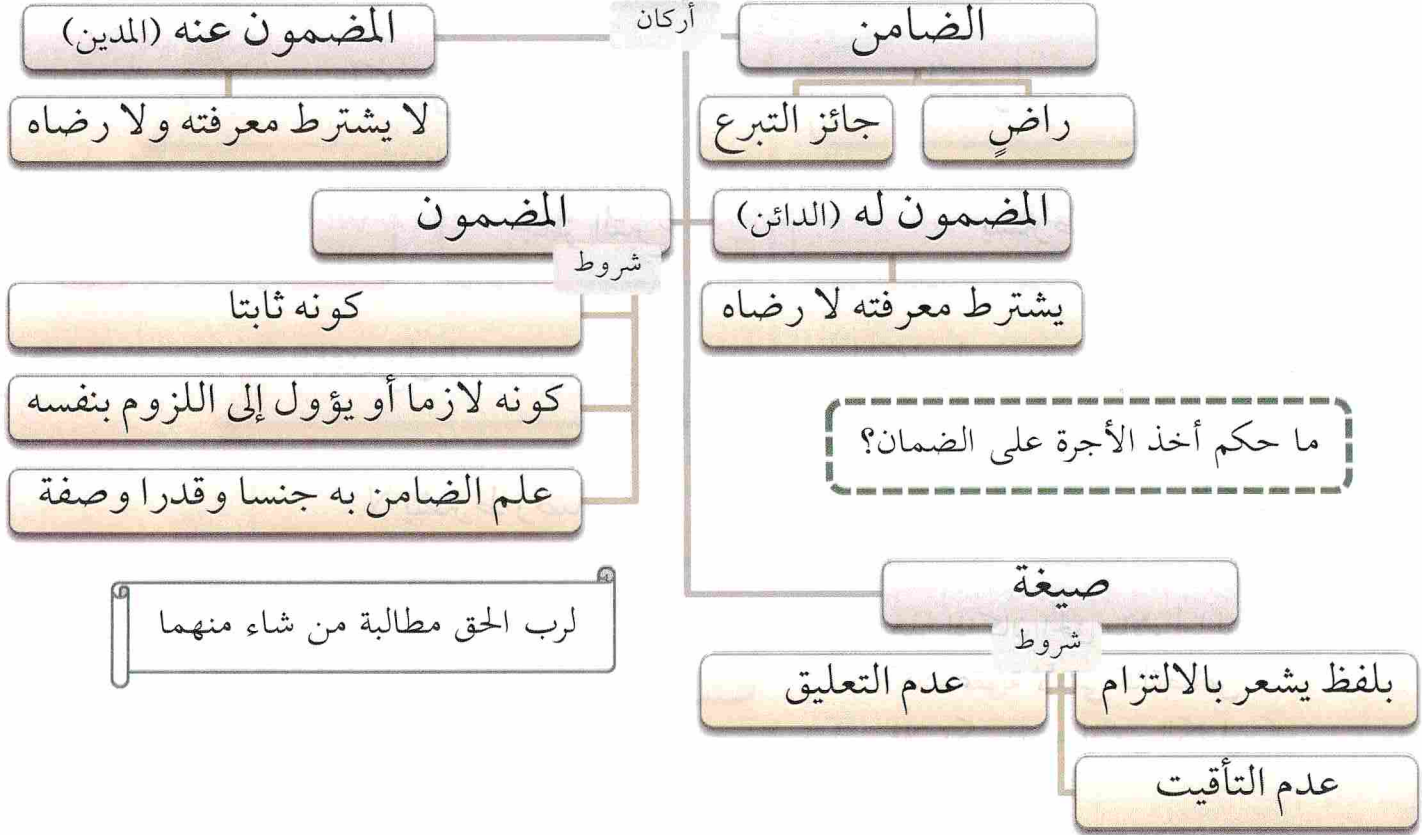 أركان
الضامن
راضٍ
جائز التبرع
المضمون عنه (المدين)
لا يشترط معرفته ولا رضاه
المضمون له (الدائن)
يشترط معرفته لا رضاه
المضمون
شروط
كونه ثابتا
كونه لازما أو يؤول إلى اللزوم بنفسه
علم الضامن به جنسا وقدرا وصفة
ما حكم أخذ الأجرة على الضمان؟
لرب الحق مطالبة من شاء منهما
صيغة
شروط
بلفظ يشعر بالالتزام
عدم التعليق
عدم التأقيت